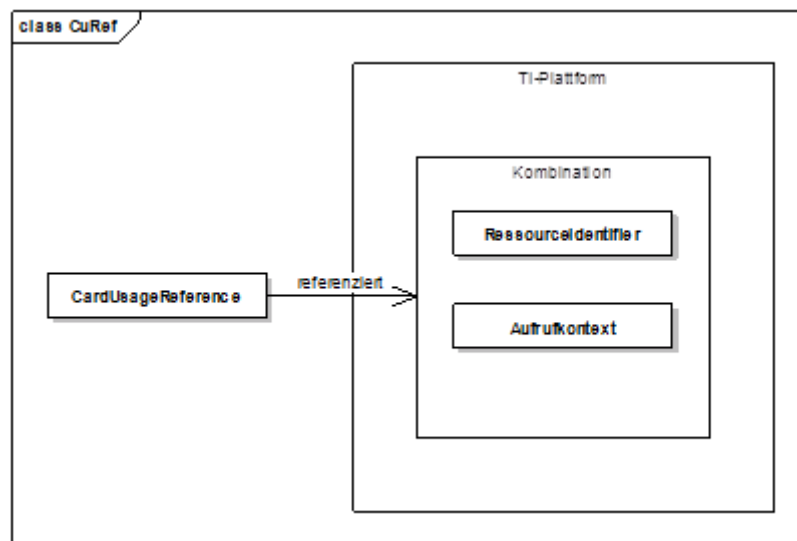 class CuRef
TI-Plattform
Kombination
RessourceIdentifier
referenziert
CardUsageReference
Aufrufkontext